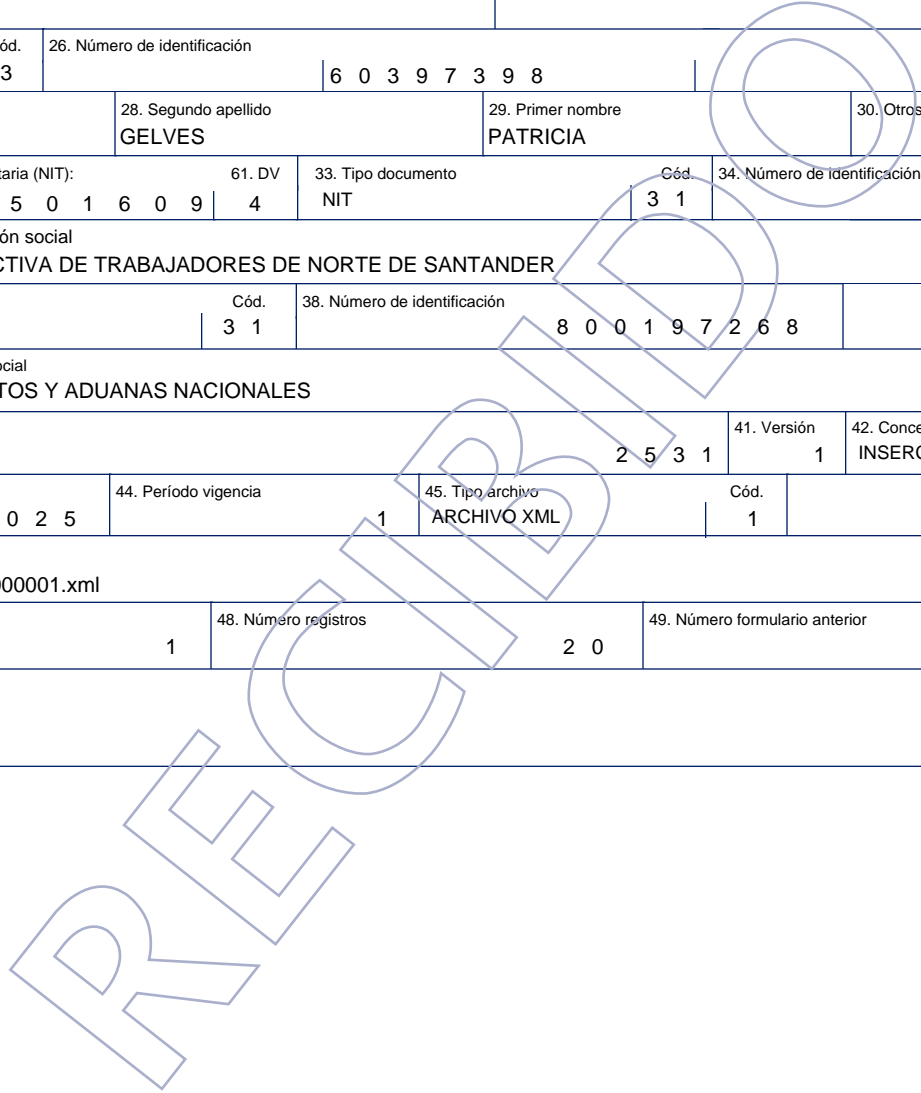 ód. 26. Número de identificación
3 6 0 3 9 7 3 9 8
28. Segundo apellido 29. Primer nombre 30. Otros
GELVES PATRICIA
taria (NIT): 61. DV 33. Tipo documento Cód. 34. Número de identificación
5 0 1 6 0 9 4 NIT 3 1
ón social
CTIVA DE TRABAJADORES DE NORTE DE SANTANDER
Cód. 38. Número de identificación
3 1 8 0 0 1 9 7 2 6 8
ocial
TOS Y ADUANAS NACIONALES
41. Versión 42. Conce
2 5 3 1 1 INSERC
44. Período vigencia 45. Tipo archivo Cód.
0 2 5 1 ARCHIVO XML 1
000001.xml
48. Número registros 49. Número formulario anterior
1 2 0
RECIBIDO